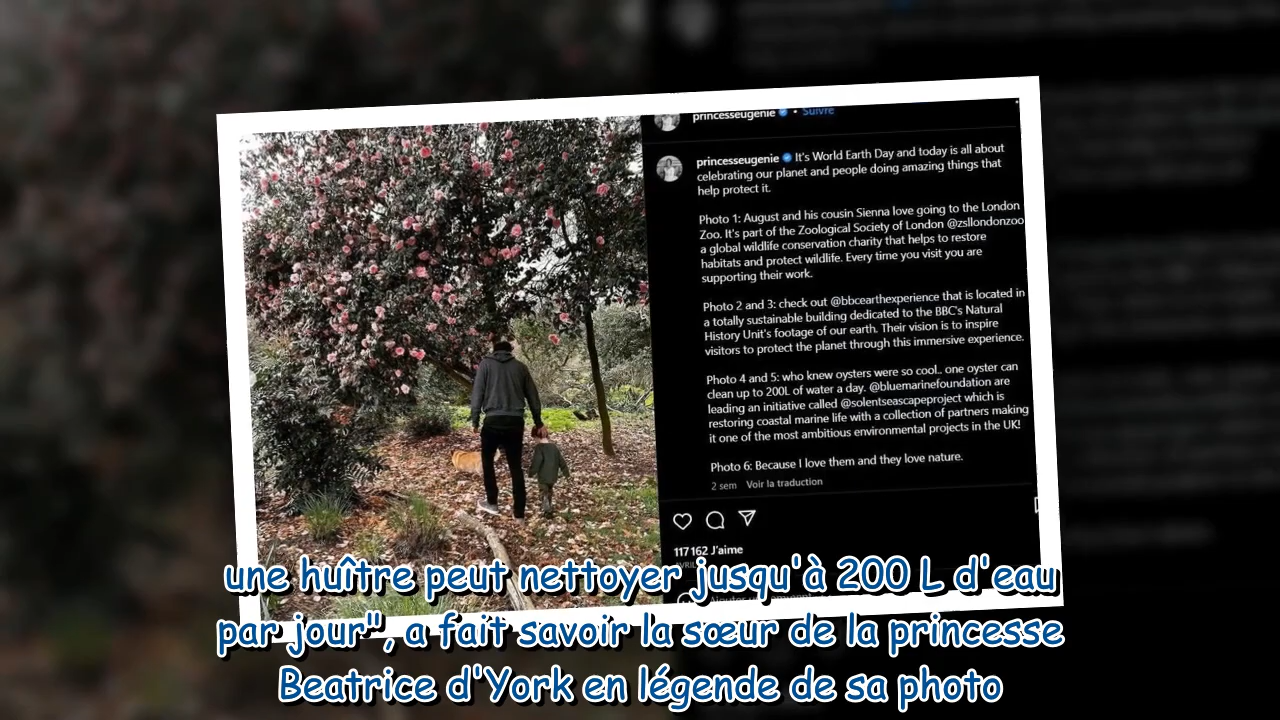 princesseugenie • Suivre
princesseugenie It's World Earth Day and today is all about
celebrating our planet and people doing amazing things that
help protect it.
Photo 1: August and his cousin Sienna love going to the London
Zoo. It's part of the Zoological Society of London @zsllondonzoo
a global wildlife conservation charity that helps to restore
habitats and protect wildlife. Every time you visit you are
supporting their work.
Photo 2 and 3: check out @bbcearthexperience that is located in
a totally sustainable building dedicated to the BBC's Natural
History Unit's footage of our earth. Their vision is to inspire
visitors to protect the planet through this immersive experience.
Photo 4 and 5: who knew oysters were so cool.. one oyster can
clean up to 200L of water a day. @bluemarinefoundation are
leading an initiative called @solentseascapeproject which is
restoring coastal marine life with a collection of partners making
it one of the most ambitious environmental projects in the UK!
Photo 6: Because I love them and they love nature.
2 sem Voir la traduction
117 162 J'aime
une huître peut nettoyer jusqu'à 200 L d'eau
par jour", a fait savoir la sœur de la princesse
Beatrice d'York en légende de sa photo